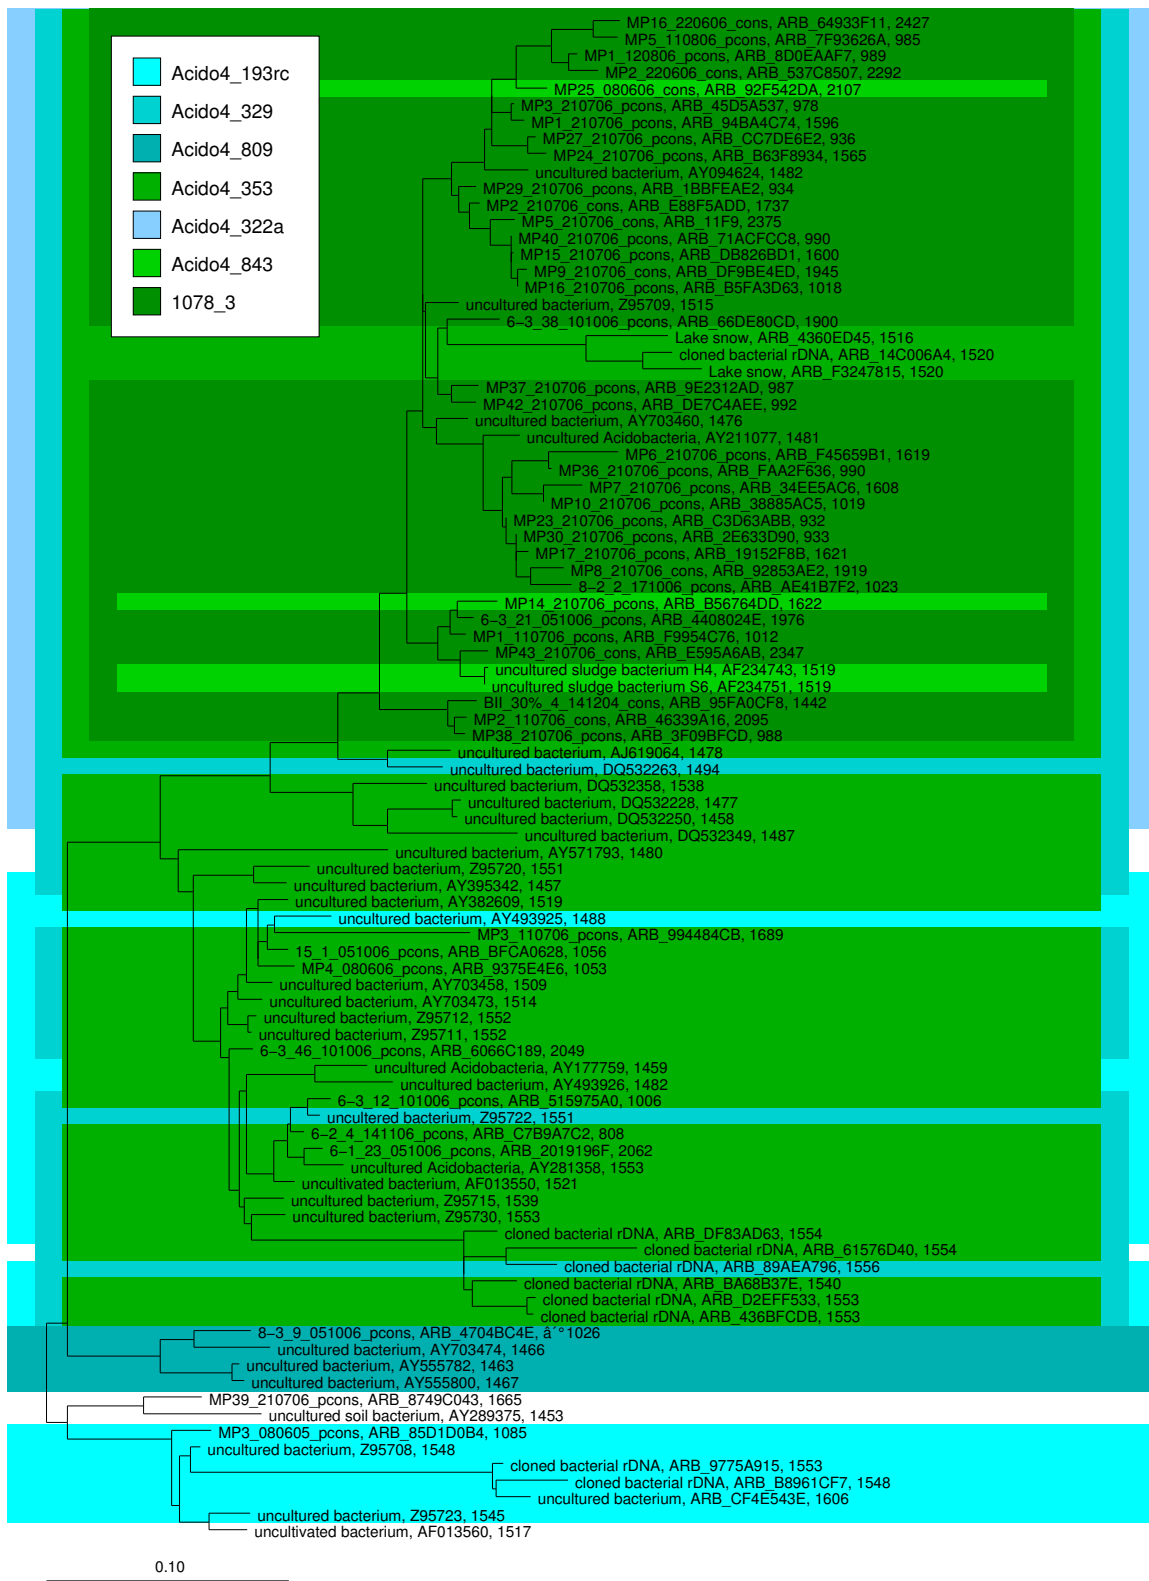 Acido4_193rc
Acido4_329
Acido4_809
Acido4_353
Acido4_322a
Acido4_843
1078_3
MP16_220606_cons, ARB_64933F11, 2427
MP5_110806_pcons, ARB_7F93626A, 985
MP1_120806_pcons, ARB_8D0EAAF7, 989
MP2_220606_cons, ARB_537C8507, 2292
MP25_080606_cons, ARB_92F542DA, 2107
MP3_210706_pcons, ARB_45D5A537, 978
MP1_210706_pcons, ARB_94BA4C74, 1596
MP27_210706_pcons, ARB_CC7DE6E2, 936
MP24_210706_pcons, ARB_B63F8934, 1565
uncultured bacterium, AY094624, 1482
MP29_210706_pcons, ARB_1BBFEAE2, 934
MP2_210706_cons, ARB_E88F5ADD, 1737
MP5_210706_cons, ARB_11F9, 2375
MP40_210706_pcons, ARB_71ACFCC8, 990
MP15_210706_pcons, ARB_DB826BD1, 1600
MP9_210706_cons, ARB_DF9BE4ED, 1945
MP16_210706_pcons, ARB_B5FA3D63, 1018
uncultured bacterium, Z95709, 1515
6−3_38_101006_pcons, ARB_66DE80CD, 1900
Lake snow, ARB_4360ED45, 1516
cloned bacterial rDNA, ARB_14C006A4, 1520
Lake snow, ARB_F3247815, 1520
MP37_210706_pcons, ARB_9E2312AD, 987
MP42_210706_pcons, ARB_DE7C4AEE, 992
uncultured bacterium, AY703460, 1476
uncultured Acidobacteria, AY211077, 1481
MP6_210706_pcons, ARB_F45659B1, 1619
MP36_210706_pcons, ARB_FAA2F636, 990
MP7_210706_pcons, ARB_34EE5AC6, 1608
MP10_210706_pcons, ARB_38885AC5, 1019
MP23_210706_pcons, ARB_C3D63ABB, 932
MP30_210706_pcons, ARB_2E633D90, 933
MP17_210706_pcons, ARB_19152F8B, 1621
MP8_210706_cons, ARB_92853AE2, 1919
8−2_2_171006_pcons, ARB_AE41B7F2, 1023
MP14_210706_pcons, ARB_B56764DD, 1622
6−3_21_051006_pcons, ARB_4408024E, 1976
MP1_110706_pcons, ARB_F9954C76, 1012
MP43_210706_cons, ARB_E595A6AB, 2347
uncultured sludge bacterium H4, AF234743, 1519
uncultured sludge bacterium S6, AF234751, 1519
BII_30%_4_141204_cons, ARB_95FA0CF8, 1442
MP2_110706_cons, ARB_46339A16, 2095
MP38_210706_pcons, ARB_3F09BFCD, 988
uncultured bacterium, AJ619064, 1478
uncultured bacterium, DQ532263, 1494
uncultured bacterium, DQ532358, 1538
uncultured bacterium, DQ532228, 1477
uncultured bacterium, DQ532250, 1458
uncultured bacterium, DQ532349, 1487
uncultured bacterium, AY571793, 1480
uncultured bacterium, Z95720, 1551
uncultured bacterium, AY395342, 1457
uncultured bacterium, AY382609, 1519
uncultured bacterium, AY493925, 1488
MP3_110706_pcons, ARB_994484CB, 1689
15_1_051006_pcons, ARB_BFCA0628, 1056
MP4_080606_pcons, ARB_9375E4E6, 1053
uncultured bacterium, AY703458, 1509
uncultured bacterium, AY703473, 1514
uncultured bacterium, Z95712, 1552
uncultured bacterium, Z95711, 1552
6−3_46_101006_pcons, ARB_6066C189, 2049
uncultured Acidobacteria, AY177759, 1459
uncultured bacterium, AY493926, 1482
6−3_12_101006_pcons, ARB_515975A0, 1006
uncultered bacterium, Z95722, 1551
6−2_4_141106_pcons, ARB_C7B9A7C2, 808
6−1_23_051006_pcons, ARB_2019196F, 2062
uncultured Acidobacteria, AY281358, 1553
uncultivated bacterium, AF013550, 1521
uncultured bacterium, Z95715, 1539
uncultured bacterium, Z95730, 1553
cloned bacterial rDNA, ARB_DF83AD63, 1554
cloned bacterial rDNA, ARB_61576D40, 1554
cloned bacterial rDNA, ARB_89AEA796, 1556
cloned bacterial rDNA, ARB_BA68B37E, 1540
cloned bacterial rDNA, ARB_D2EFF533, 1553
cloned bacterial rDNA, ARB_436BFCDB, 1553
8−3_9_051006_pcons, ARB_4704BC4E, â´°1026
uncultured bacterium, AY703474, 1466
uncultured bacterium, AY555782, 1463
uncultured bacterium, AY555800, 1467
MP39_210706_pcons, ARB_8749C043, 1665
uncultured soil bacterium, AY289375, 1453
MP3_080605_pcons, ARB_85D1D0B4, 1085
uncultured bacterium, Z95708, 1548
cloned bacterial rDNA, ARB_9775A915, 1553
cloned bacterial rDNA, ARB_B8961CF7, 1548
uncultured bacterium, ARB_CF4E543E, 1606
uncultured bacterium, Z95723, 1545
uncultivated bacterium, AF013560, 1517
0.10